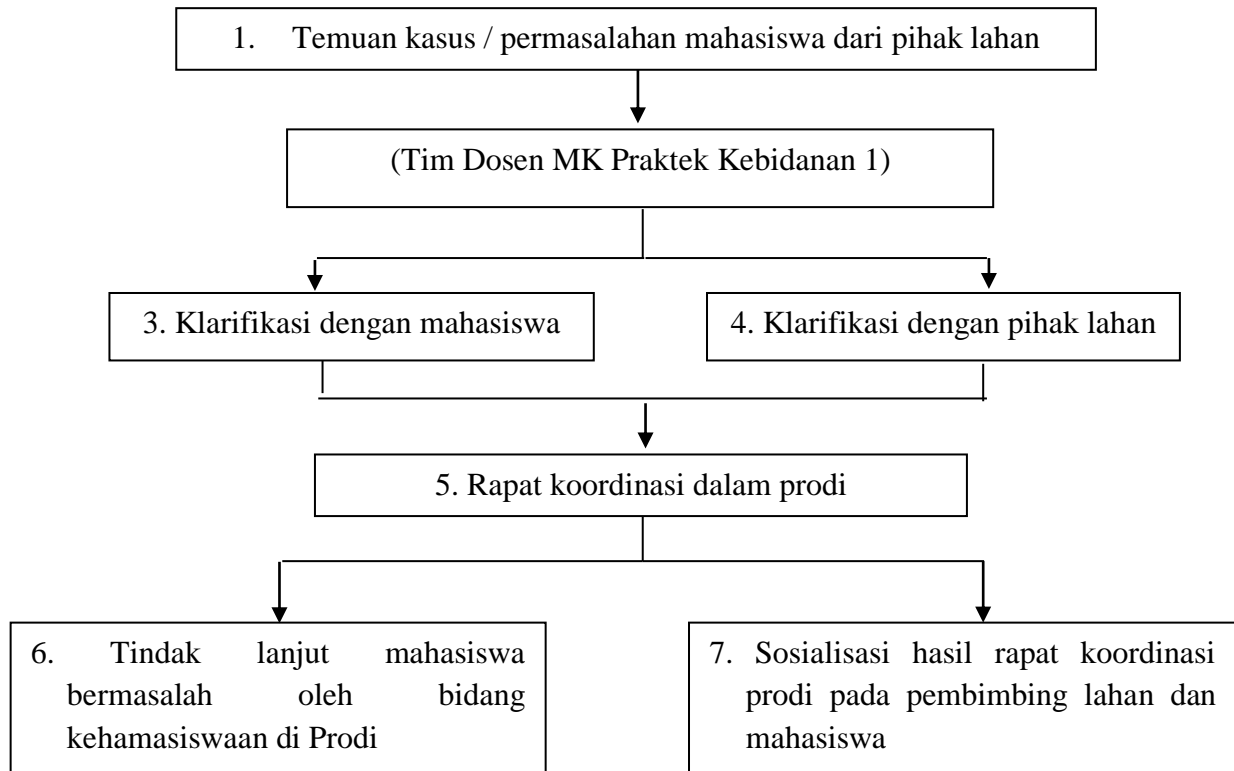 1. Temuan kasus / permasalahan mahasiswa dari pihak lahan
(Tim Dosen MK Praktek Kebidanan 1)
3. Klarifikasi dengan mahasiswa
4. Klarifikasi dengan pihak lahan
5. Rapat koordinasi dalam prodi
6. Tindak lanjut mahasiswa
bermasalah oleh bidang
kehamasiswaan di Prodi
7. Sosialisasi hasil rapat koordinasi
prodi pada pembimbing lahan dan
mahasiswa